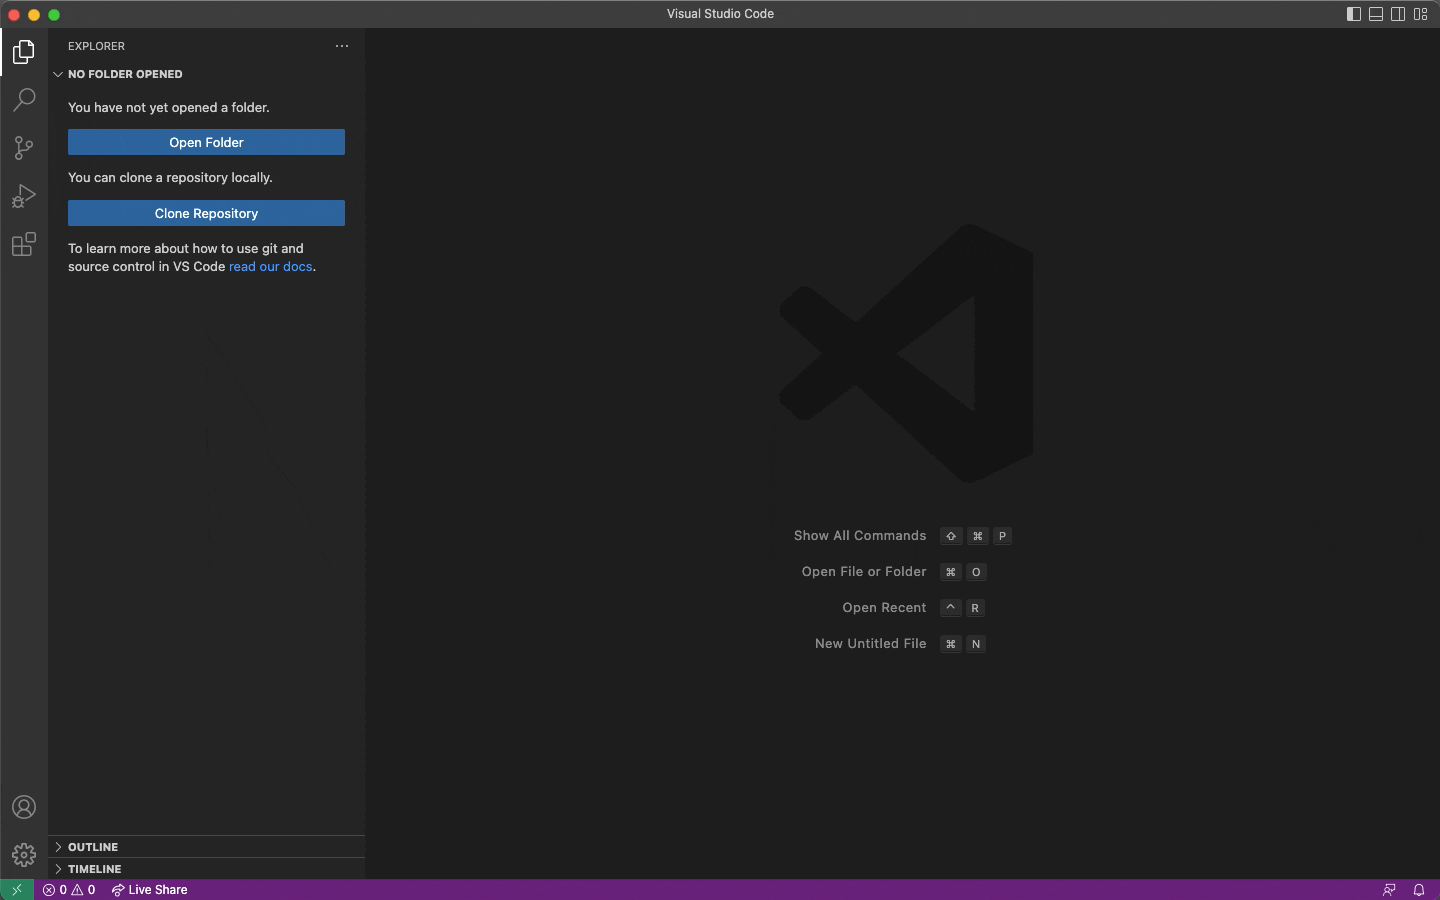 Visual Studio Code
EXPLORER
NO FOLDER OPENED
You have not yet opened a folder.
Open Folder
You can clone a repository locally.
Clone Repository
To learn more about how to use git and
source control in VS Code read our docs.
Show All Commands ⇧ ⌘ P
Open File or Folder ⌘ O
Open Recent ^ R
New Untitled File ⌘ N
OUTLINE
TIMELINE
0 0 Live Share